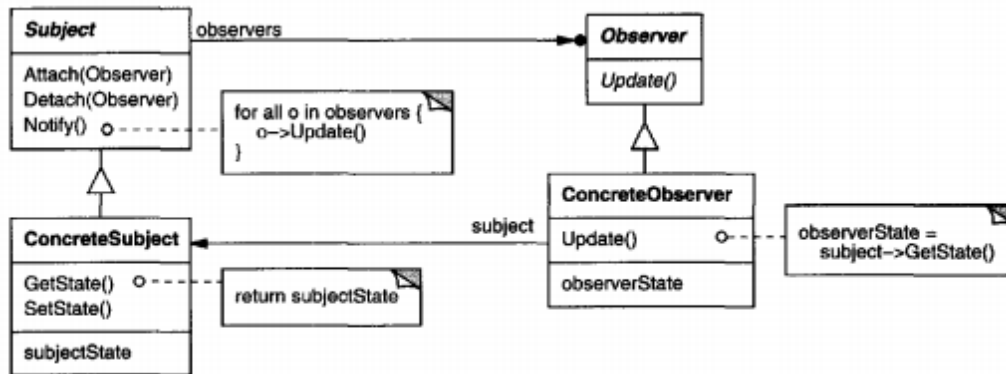 Subject
observers
Observer
Attach(Observer)
Detach(Observer)
Notify()
for all o in observers {
o->Update()
}
Update()
ConcreteSubject
GetState()
SetState()
subjectState
return subjectState
subject
ConcreteObserver
Update()
observerState
observerState =
subject->GetState()